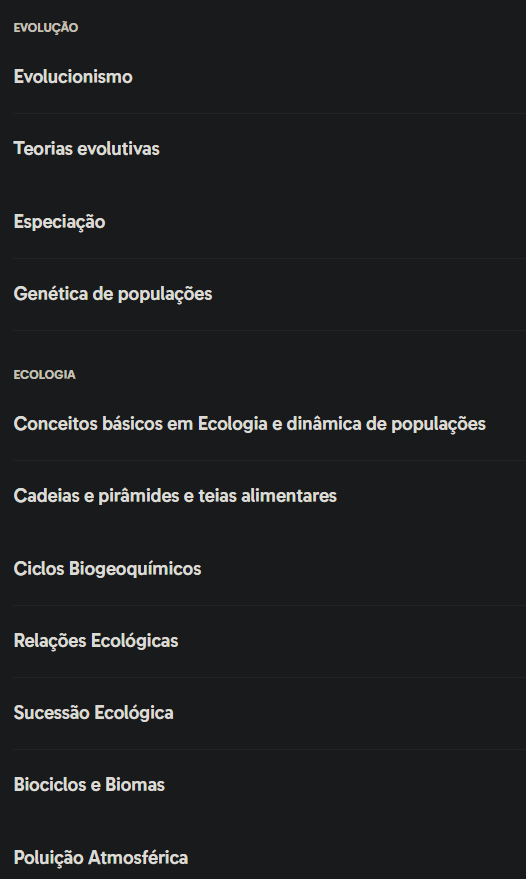 EVOLUÇÃO
Evolucionismo
Teorias evolutivas
Especiação
Genética de populações
ECOLOGIA
Conceitos básicos em Ecologia e dinâmica de populações
Cadeias e pirâmides e teias alimentares
Ciclos Biogeoquímicos
Relações Ecológicas
Sucessão Ecológica
Biociclos e Biomas
Poluição Atmosférica